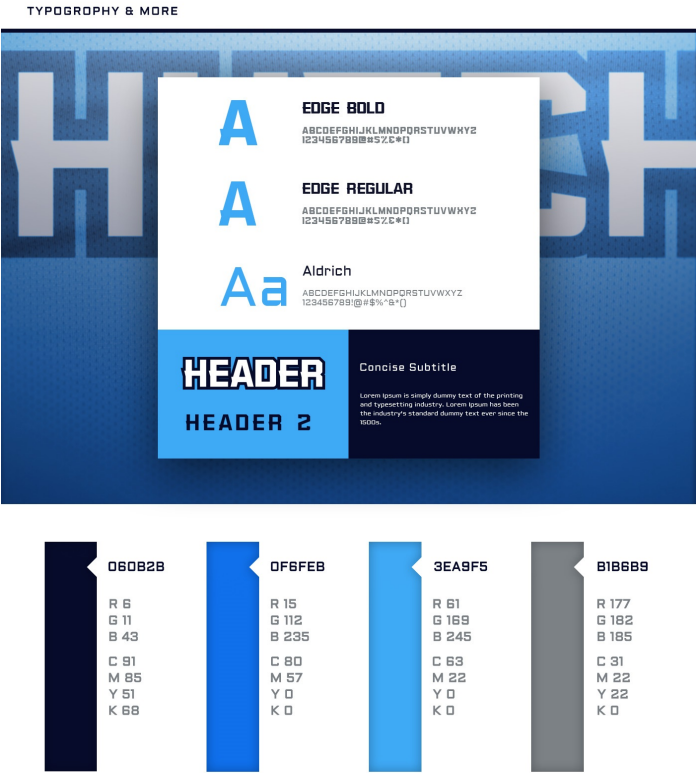 TYPOGROPHY & MORE
A
EDGE BOLD
ABCDEFGHIJKLMNOPQRSTUVWXYZ
1234567890@#$%&*()
A
EDGE REGULAR
ABCDEFGHIJKLMNOPQRSTUVWXYZ
1234567890@#$%&*()
Aa
Aldrich
ABCDEFGHIJKLMNOPQRSTUVWXYZ
123456789!@#$%^&*()
HEADER
HEADER 2
Concise Subtitle
Lorem Ipsum is simply dummy text of the printing
and typesetting industry. Lorem Ipsum has been
the industry's standard dummy text ever since the
1500s.
060B2B
R 6
G 11
B 43
C 91
M 85
Y 51
K 68
0F6FEB
R 15
G 112
B 235
C 80
M 57
Y 0
K 0
3EA9F5
R 61
G 169
B 245
C 63
M 22
Y 0
K 0
B1B6B9
R 177
G 182
B 185
C 31
M 22
Y 22
K 0